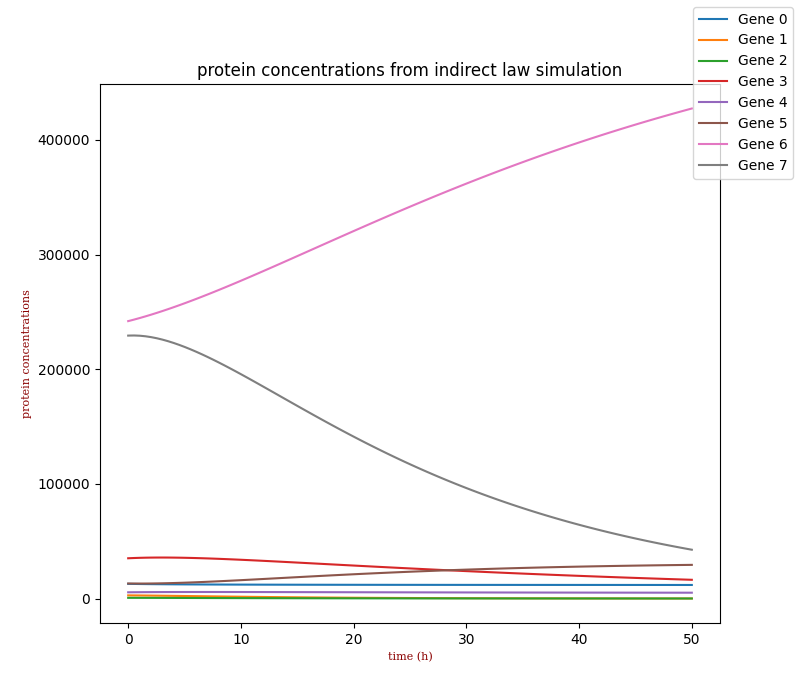 Gene 0
Gene 1
Gene 2
Gene 3
Gene 4
Gene 5
Gene 6
Gene 7
protein concentrations from indirect law simulation
protein concentrations
400000
300000
200000
100000
0
0 10 20 30 40 50
time (h)